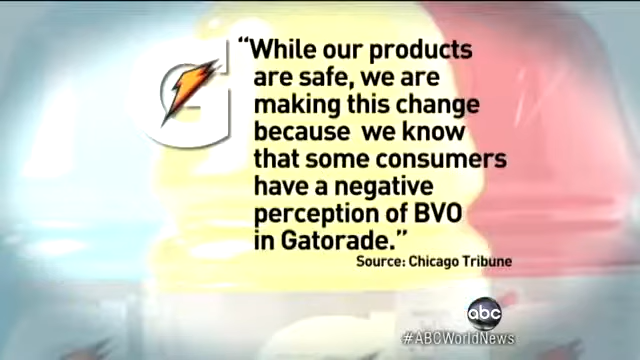 “While our products
are safe, we are
making this change
because we know
that some consumers
have a negative
perception of BVO
in Gatorade.”
Source: Chicago Tribune
G
abc
#ABCWorldNews